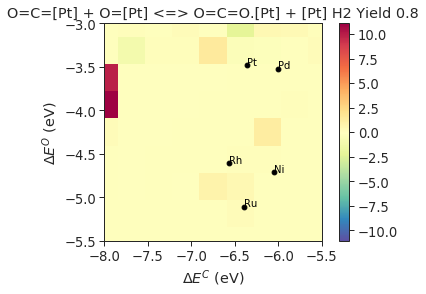 O=C=[Pt] + O=[Pt] <=> O=C=O.[Pt] + [Pt] H2 Yield 0.8
−3.0
−3.5
−4.0
−4.5
−5.0
−5.5
ΔE^O (eV)
Pt
Pd
Rh
Ni
Ru
−8.0 −7.5 −7.0 −6.5 −6.0 −5.5
ΔE^C (eV)
10.0
7.5
5.0
2.5
0.0
−2.5
−5.0
−7.5
−10.0